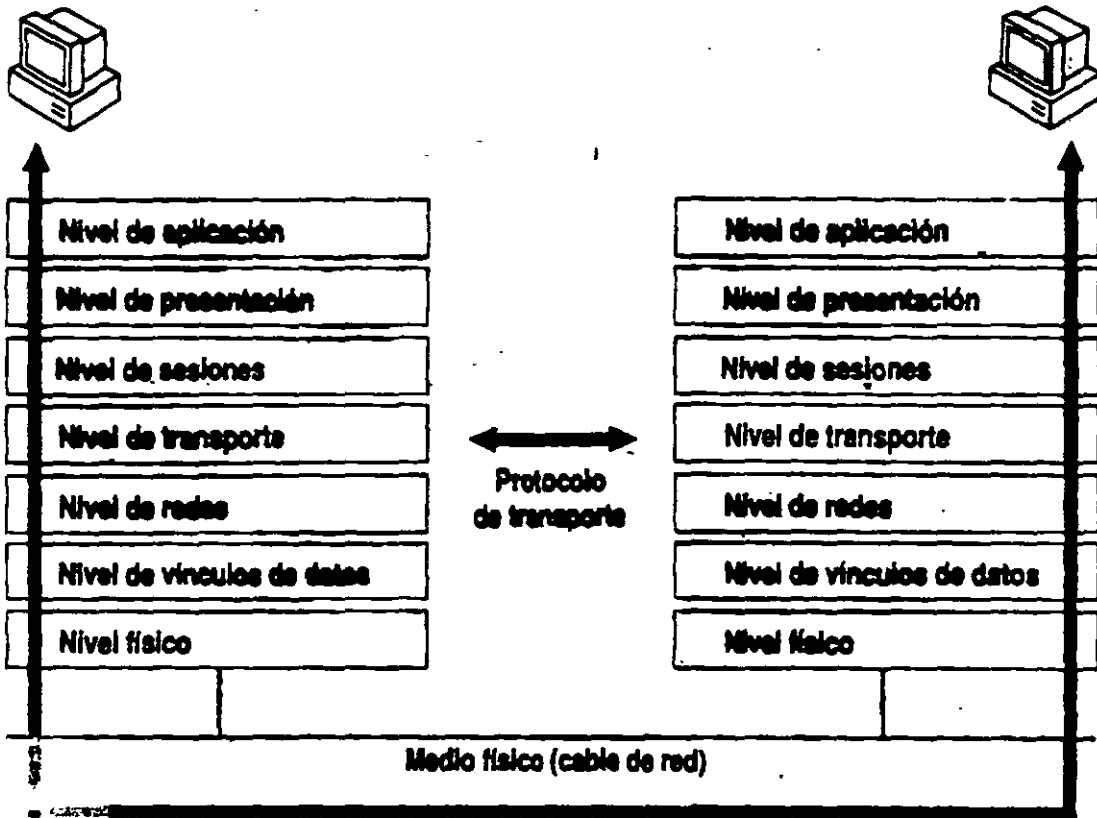 Nivel de aplicación
Nivel de presentación
Nivel de sesiones
Nivel de transporte
Nivel de redes
Nivel de vínculos de datos
Nivel físico
Protocolo
de transporte
Nivel de aplicación
Nivel de presentación
Nivel de sesiones
Nivel de transporte
Nivel de redes
Nivel de vínculos de datos
Nivel físico
Medio físico (cable de red)